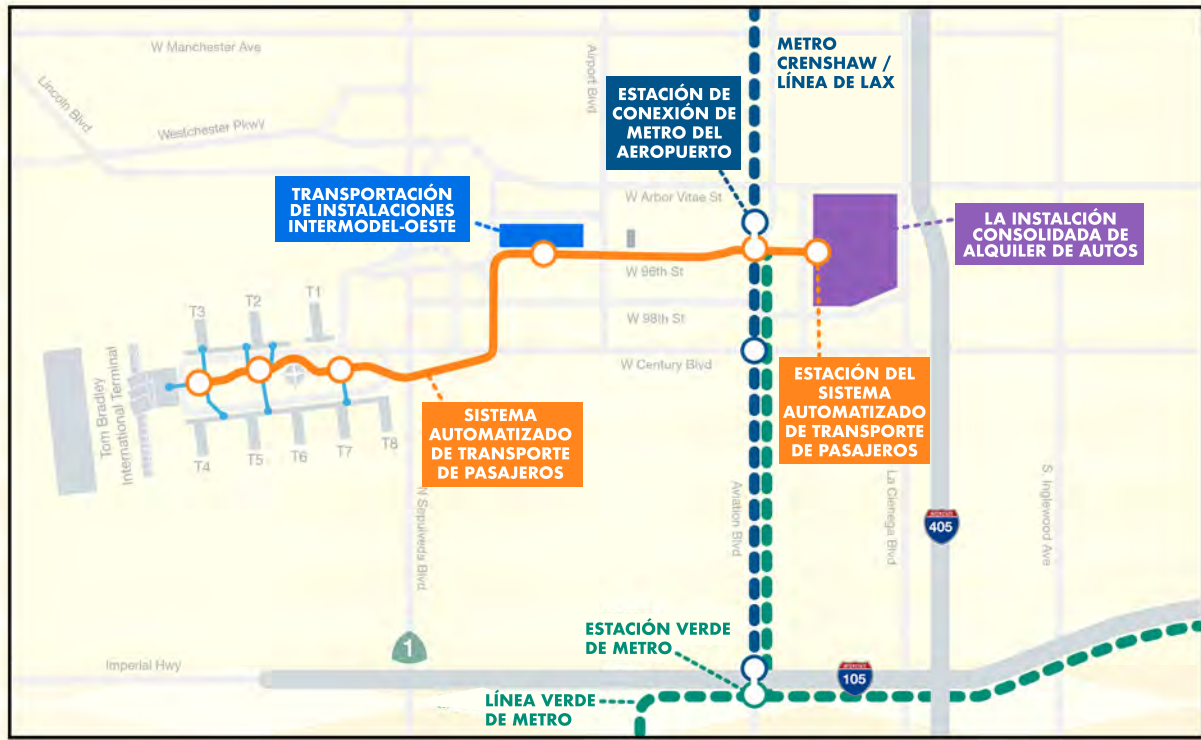 W Manchester Ave
Lincoln Blvd
Westchester Pkwy
Airport Blvd
METRO
CRENSHAW /
LÍNEA DE LAX
ESTACIÓN DE
CONEXIÓN DE
METRO DEL
AEROPUERTO
TRANSPORTACIÓN
DE INSTALACIONES
INTERMODEL-OESTE
W Arbor Vitae St
LA INSTALCIÓN
CONSOLIDADA DE
ALQUILER DE AUTOS
W 96th St
W 98th St
W Century Blvd
T3
T2
T1
Tom Bradley
International Terminal
T4
T5
T6
T7
T8
SISTEMA
AUTOMATIZADO
DE TRANSPORTE
DE PASAJEROS
ESTACIÓN DEL
SISTEMA
AUTOMATIZADO
DE TRANSPORTE
DE PASAJEROS
N Sepulveda Blvd
Aviation Blvd
La Cienega Blvd
S. Inglewood Ave
405
1
ESTACIÓN VERDE
DE METRO
Imperial Hwy
105
LÍNEA VERDE
DE METRO